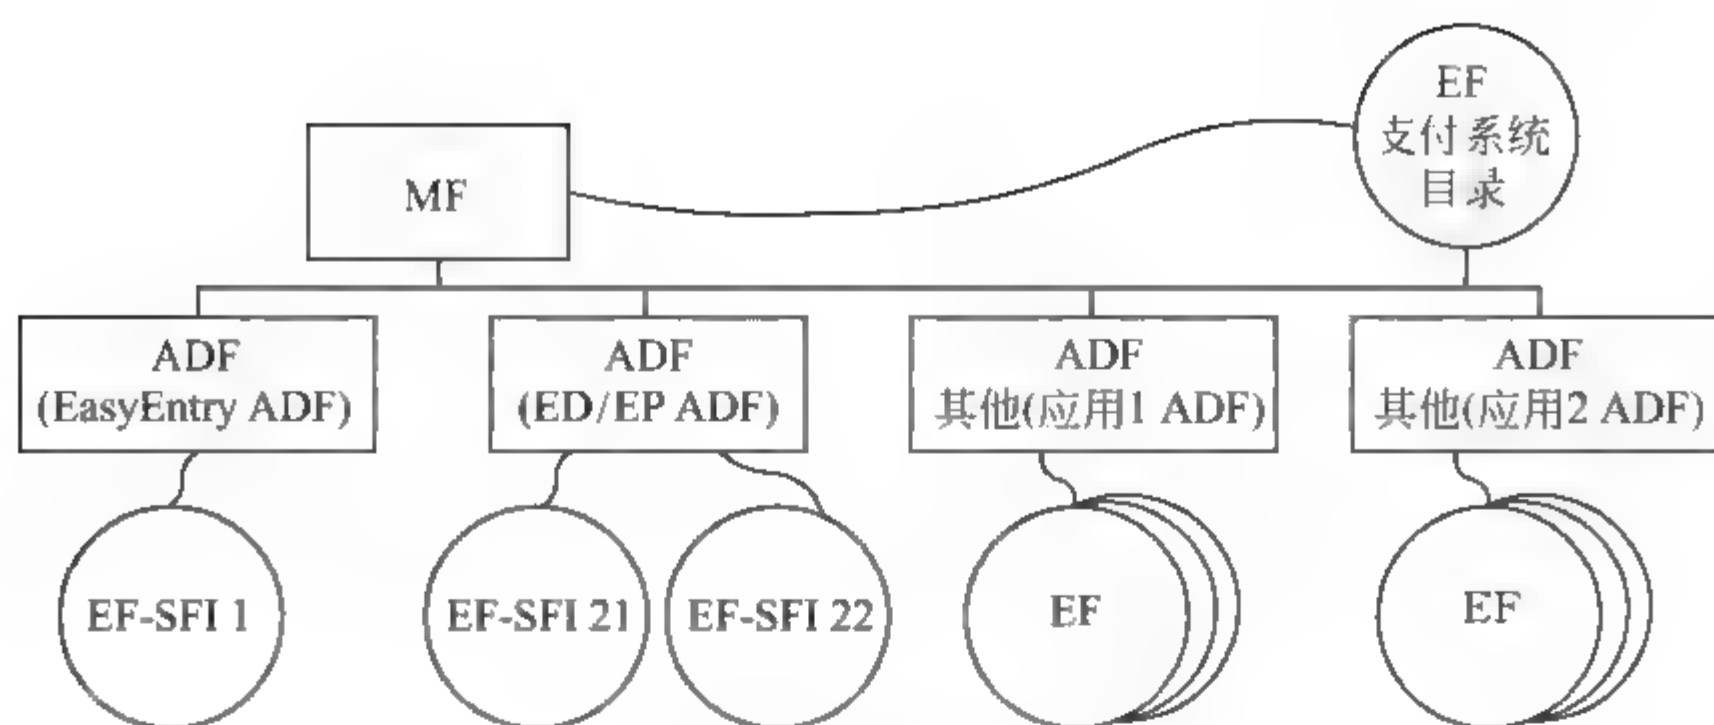 EF
支付系统
目录
MF
ADF
(EasyEntry ADF)
ADF
(ED/EP ADF)
ADF
其他(应用1 ADF)
ADF
其他(应用2 ADF)
EF-SFI 1
EF-SFI 21
EF-SFI 22
EF
EF